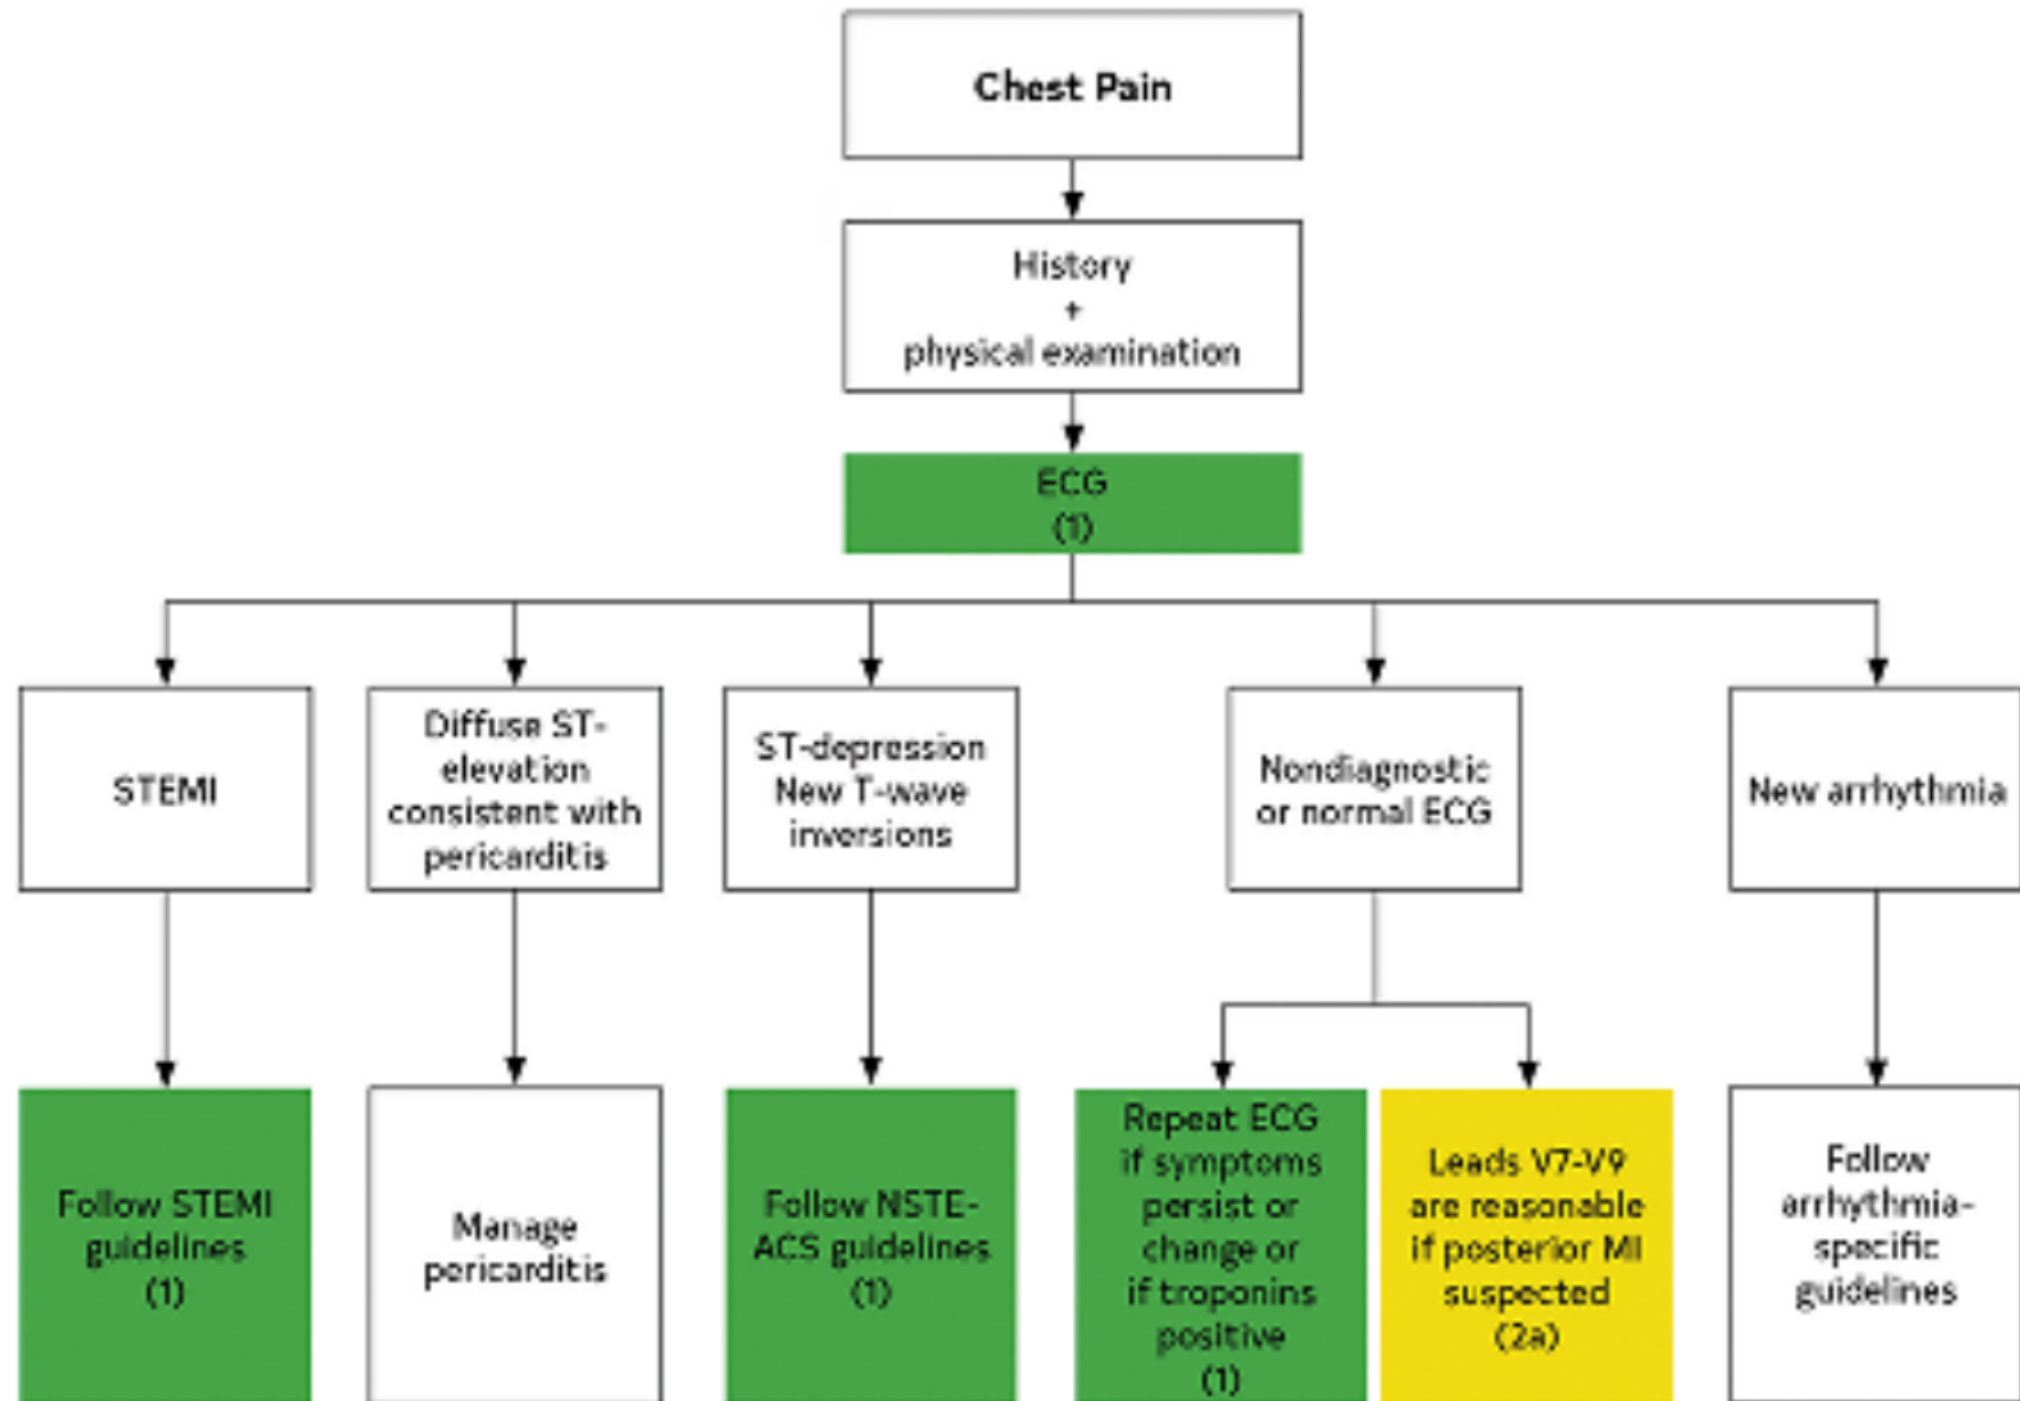 Chest Pain
History
+
physical examination
ECG
(1)
STEMI
Diffuse ST-
elevation
consistent with
pericarditis
ST-depression
New T-wave
inversions
Nondiagnostic
or normal ECG
New arrhythmia
Follow STEMI
guidelines
(1)
Manage
pericarditis
Follow NSTE-
ACS guidelines
(1)
Repeat ECG
if symptoms
persist or
change or
if troponins
positive
(1)
Leads V7-V9
are reasonable
if posterior MI
suspected
(2a)
Follow
arrhythmia-
specific
guidelines